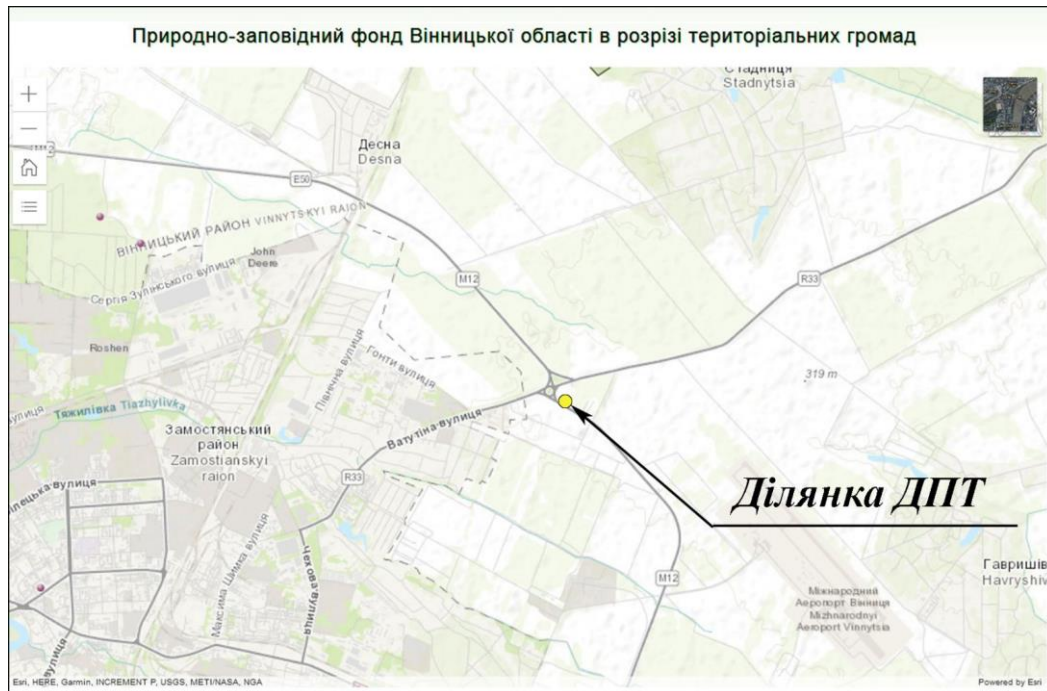 Природно-заповідний фонд Вінницької області в розрізі територіальних громад
Стадниця
Stadnytsia
Десна
Desna
E50
ВІННИЦЬКИЙ РАЙОН VINNYTSKYI RAION
John
Deere
Сергія Зулінського вулиця
M12
R33
Roshen
Північна вулиця
Гонти вулиця
319 m
Тяжилівка Tiazhylivka
Ватутіна вулиця
Замостянський
район
Zamostianskyi
raion
R33
Ділянка ДПТ
лецька вулиця
Максима Шимка вулиця
Чехова вулиця
M12
Гавришів
Havryshiv
Міжнародний
Аеропорт Вінниця
Mizhnarodnyi
Aeroport Vinnytsia
вулиця
Esri, HERE, Garmin, INCREMENT P, USGS, METI/NASA, NGA
Powered by Esri